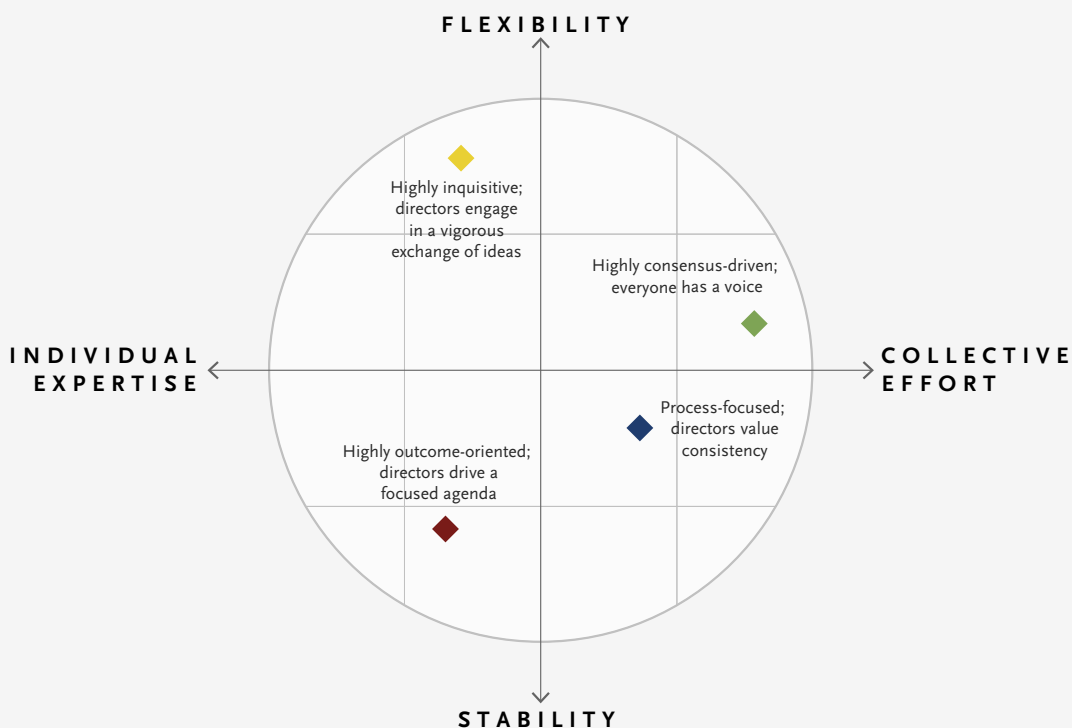 FLEXIBILITY
Highly inquisitive;
directors engage
in a vigorous
exchange of ideas
Highly consensus-driven;
everyone has a voice
INDIVIDUAL
EXPERTISE
COLLECTIVE
EFFORT
Process-focused;
directors value
consistency
Highly outcome-oriented;
directors drive a
focused agenda
STABILITY